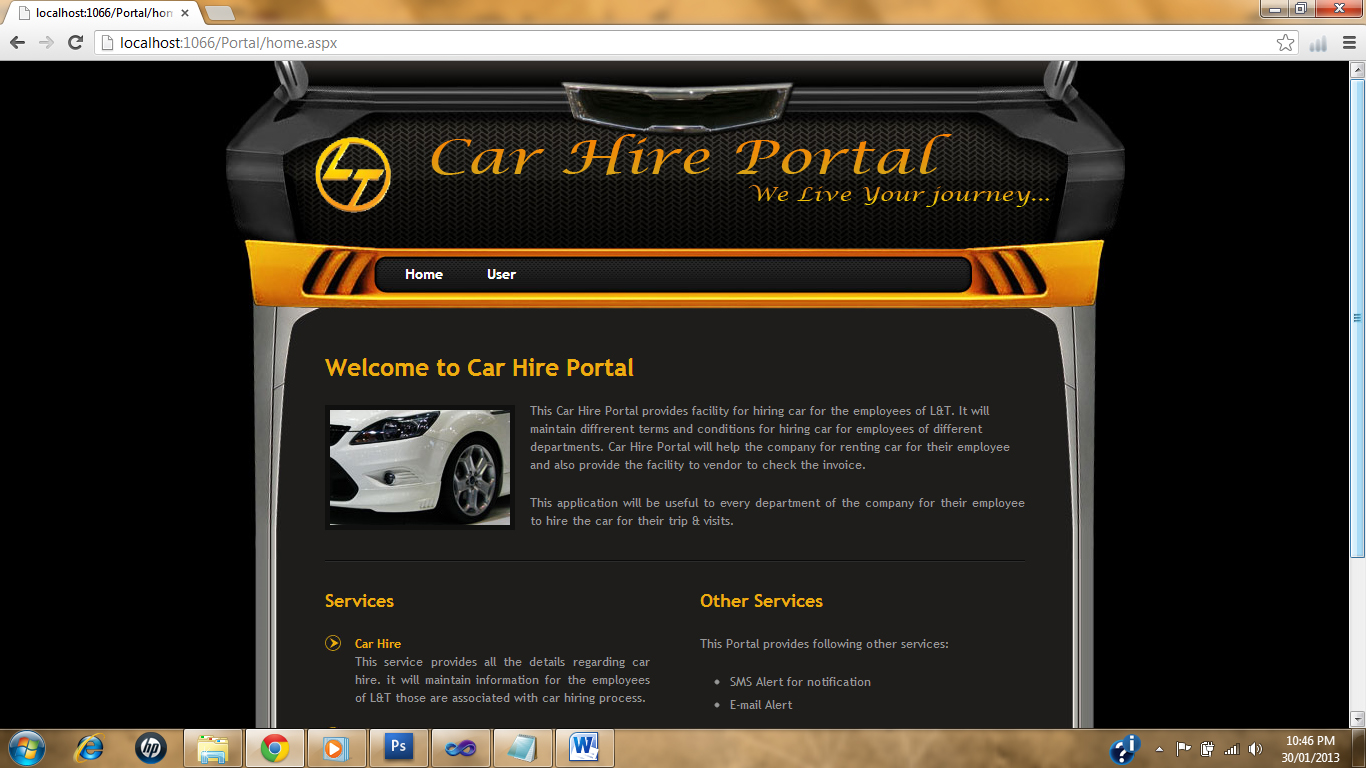 localhost:1066/Portal/hon
localhost:1066/Portal/home.aspx
LT
Car Hire Portal
We Live Your journey...
Home User
Welcome to Car Hire Portal
This Car Hire Portal provides facility for hiring car for the employees of L&T. It will
maintain diffrerent terms and conditions for hiring car for employees of different
departments. Car Hire Portal will help the company for renting car for their employee
and also provide the facility to vendor to check the invoice.
This application will be useful to every department of the company for their employee
to hire the car for their trip & visits.
Services
Car Hire
This service provides all the details regarding car
hire. it will maintain information for the employees
of L&T those are associated with car hiring process.
Other Services
This Portal provides following other services:
SMS Alert for notification
E-mail Alert
hp
Ps
W
10:46 PM
30/01/2013